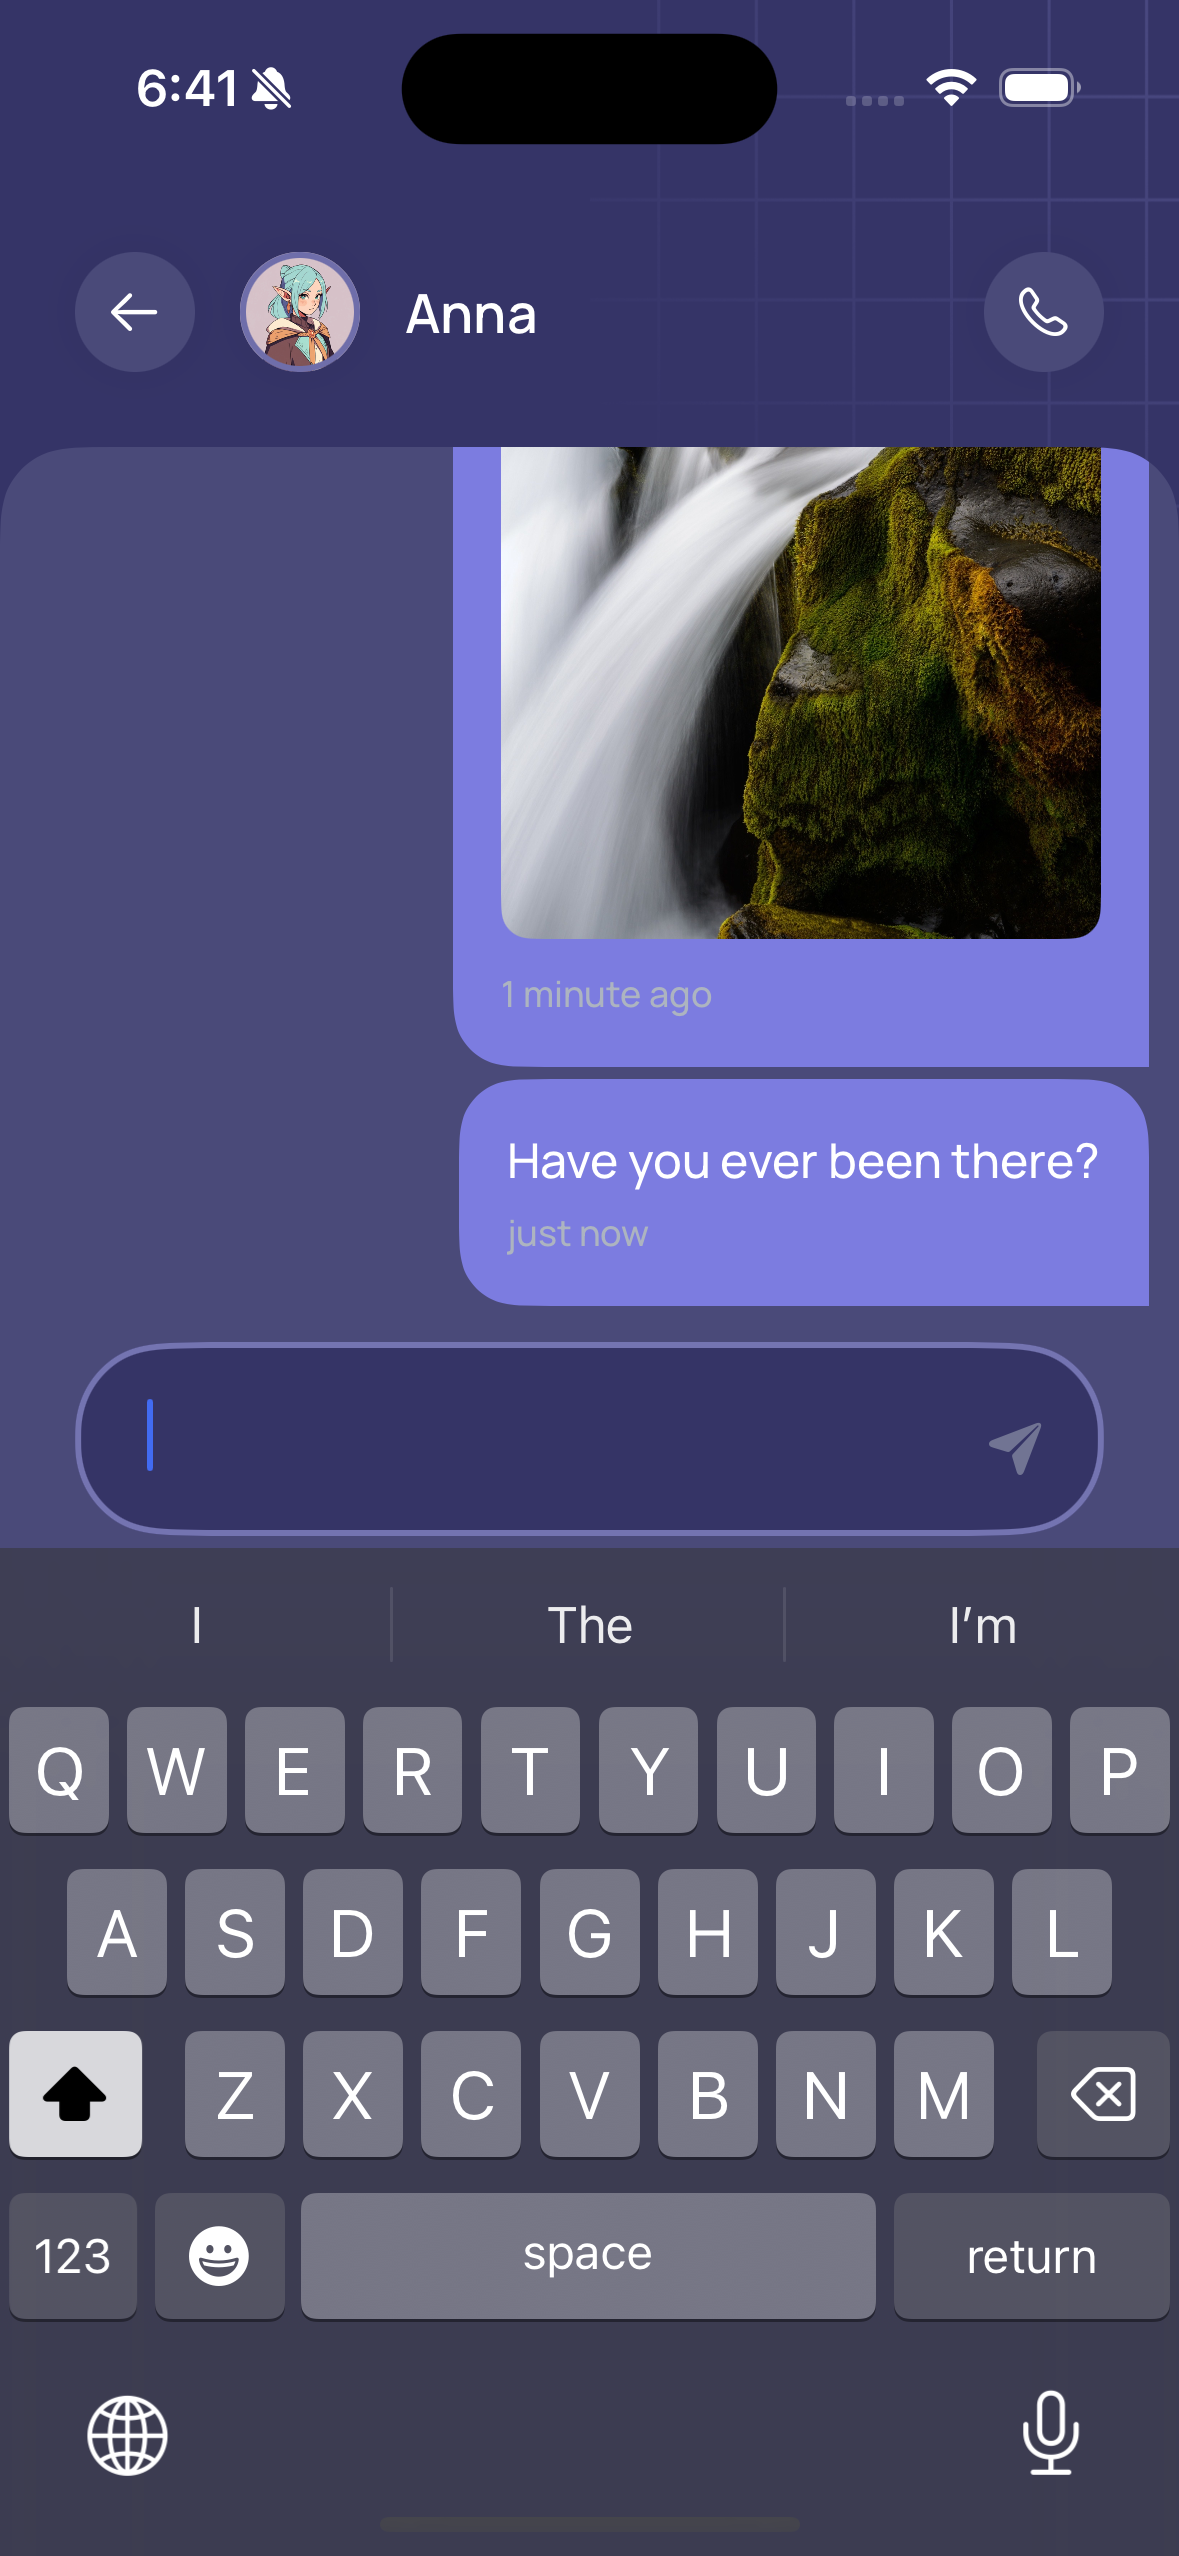 6:41
Anna
1 minute ago
Have you ever been there?
just now
I The I’m
Q W E R T Y U I O P
A S D F G H J K L
Z X C V B N M
123 space return